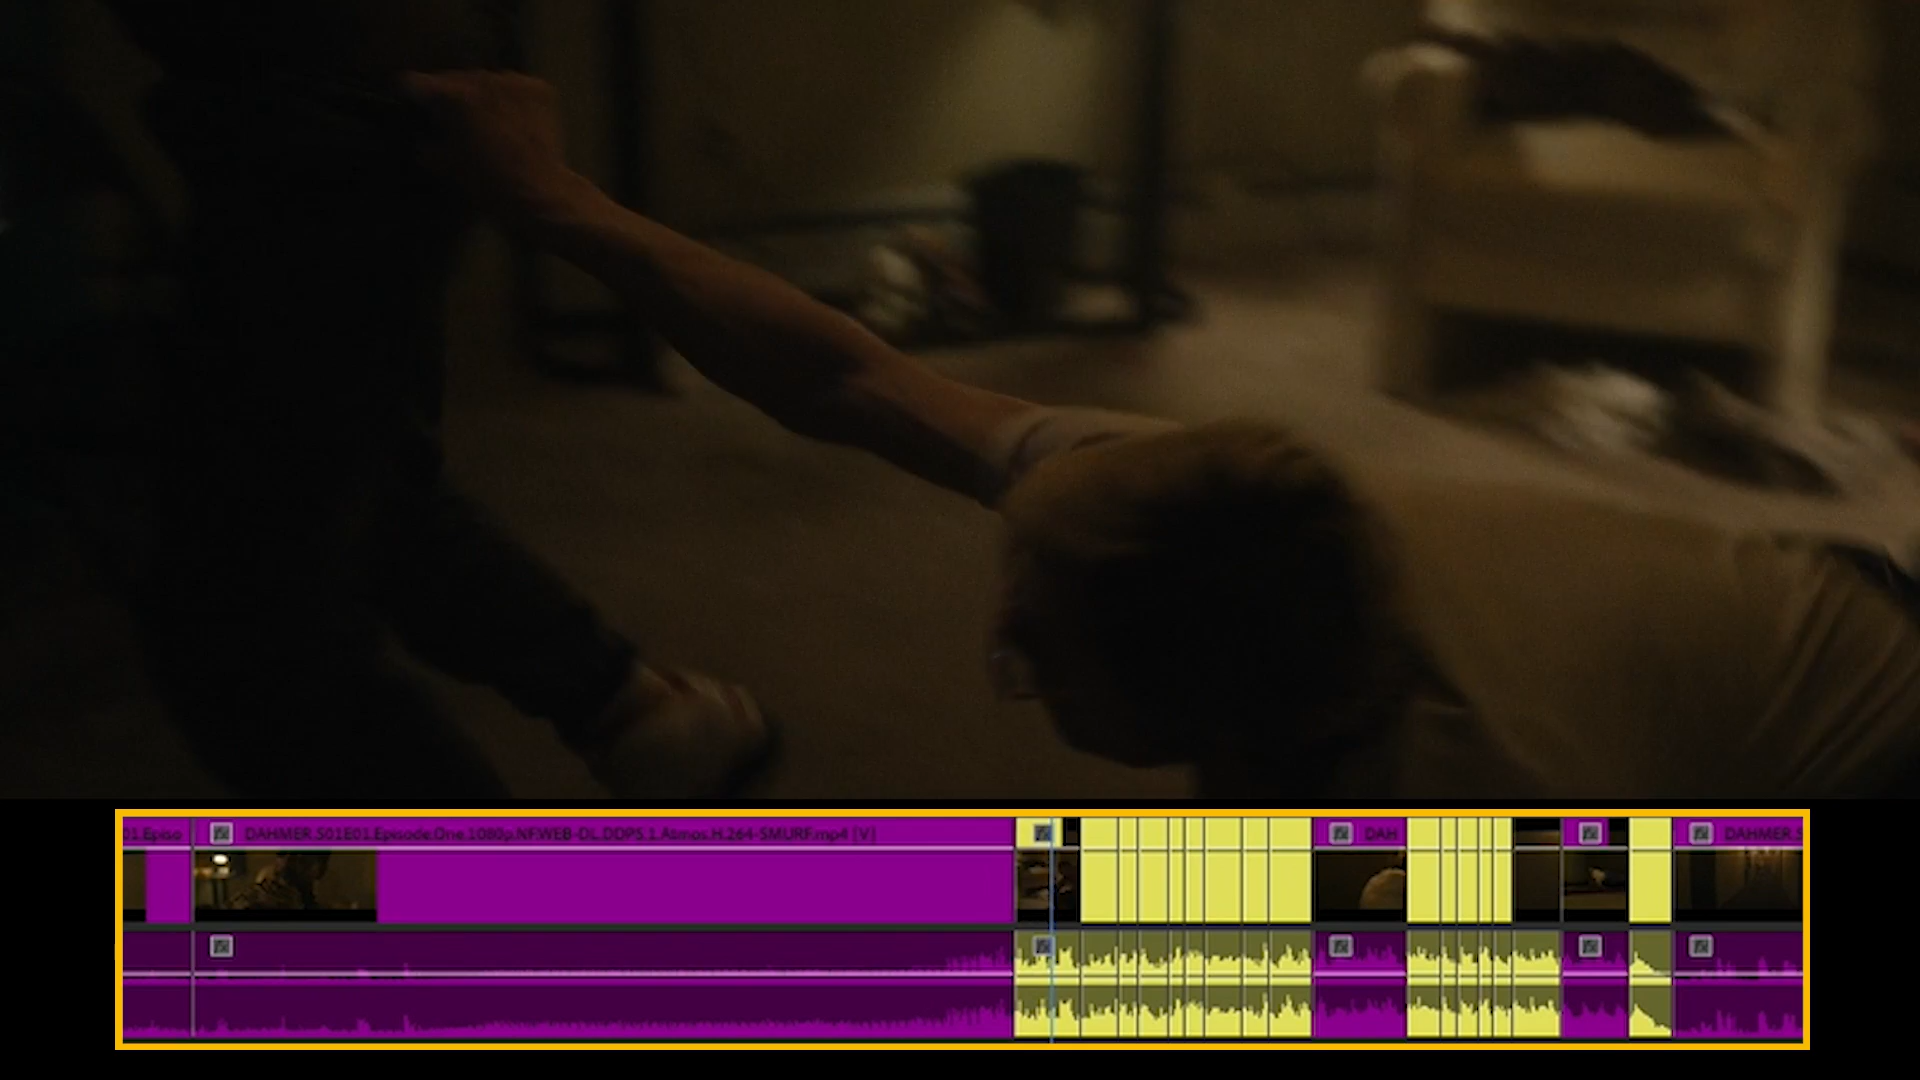 01.Episo
DAHMER.S01E01.Episode.One.1080p.NF.WEB-DL.DDP5.1.Atmos.H.264-SMURF.mp4 [V]
DAH
DAHMER.S